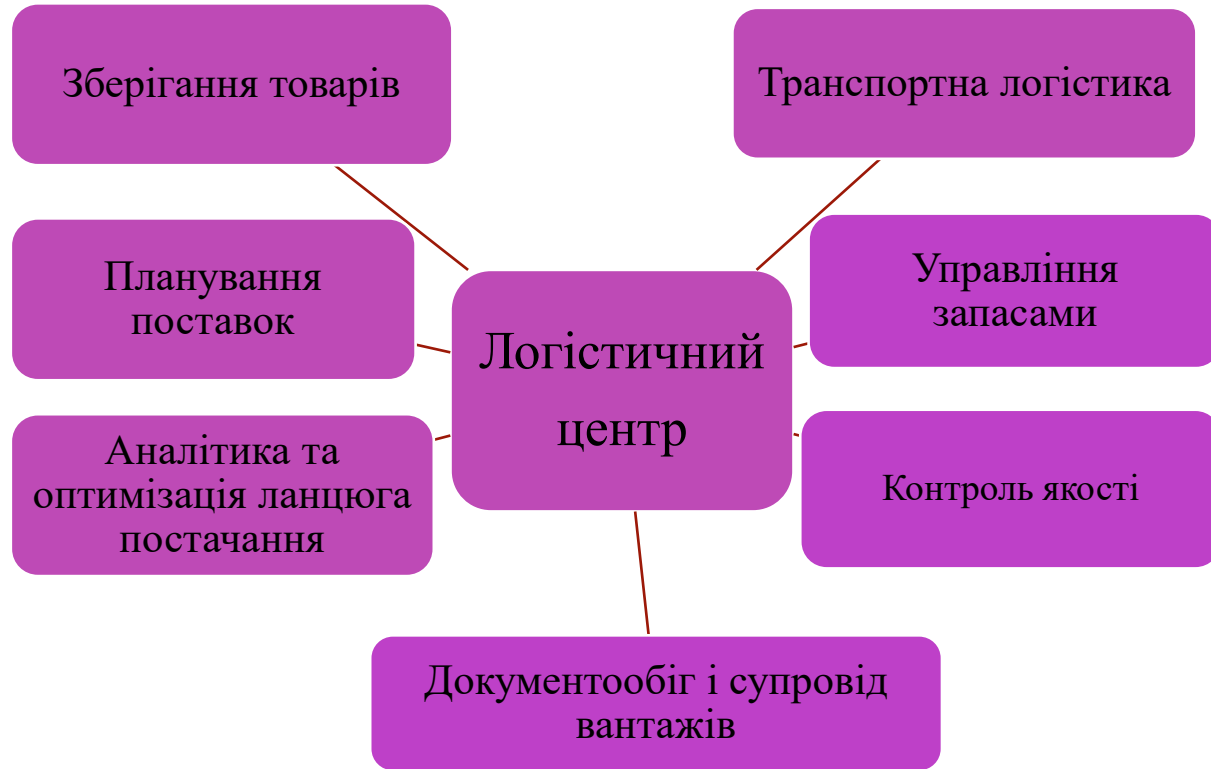 Зберігання товарів
Транспортна логістика
Планування
поставок
Управління
запасами
Логістичний
центр
Аналітика та
оптимізація ланцюга
постачання
Контроль якості
Документообіг і супровід
вантажів